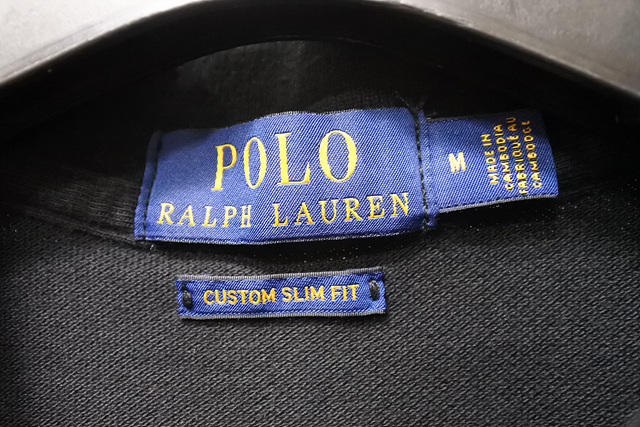 POLO
RALPH LAUREN
M
MADE IN
CAMBODIA
FABRIQUÉ AU
CAMBODGE
CUSTOM SLIM FIT